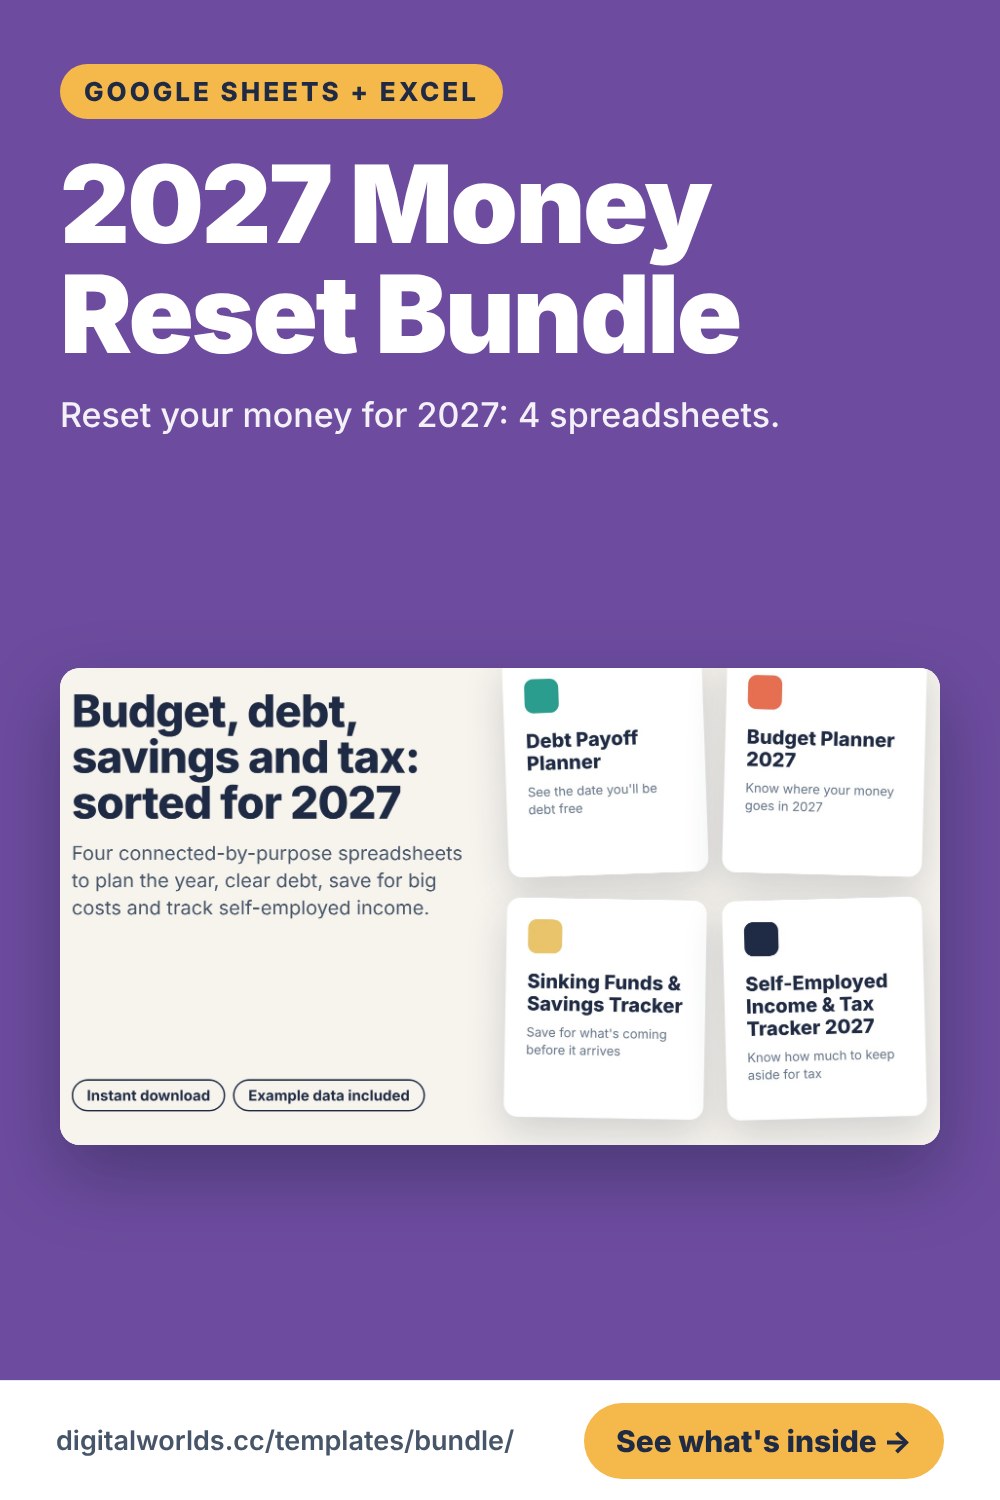 GOOGLE SHEETS + EXCEL
2027 Money
Reset Bundle
Reset your money for 2027: 4 spreadsheets.
Budget, debt,
savings and tax:
sorted for 2027
Four connected-by-purpose spreadsheets
to plan the year, clear debt, save for big
costs and track self-employed income.
Instant download
Example data included
Debt Payoff
Planner
See the date you'll be
debt free
Budget Planner
2027
Know where your money
goes in 2027
Sinking Funds &
Savings Tracker
Save for what's coming
before it arrives
Self-Employed
Income & Tax
Tracker 2027
Know how much to keep
aside for tax
digitalworlds.cc/templates/bundle/
See what's inside →